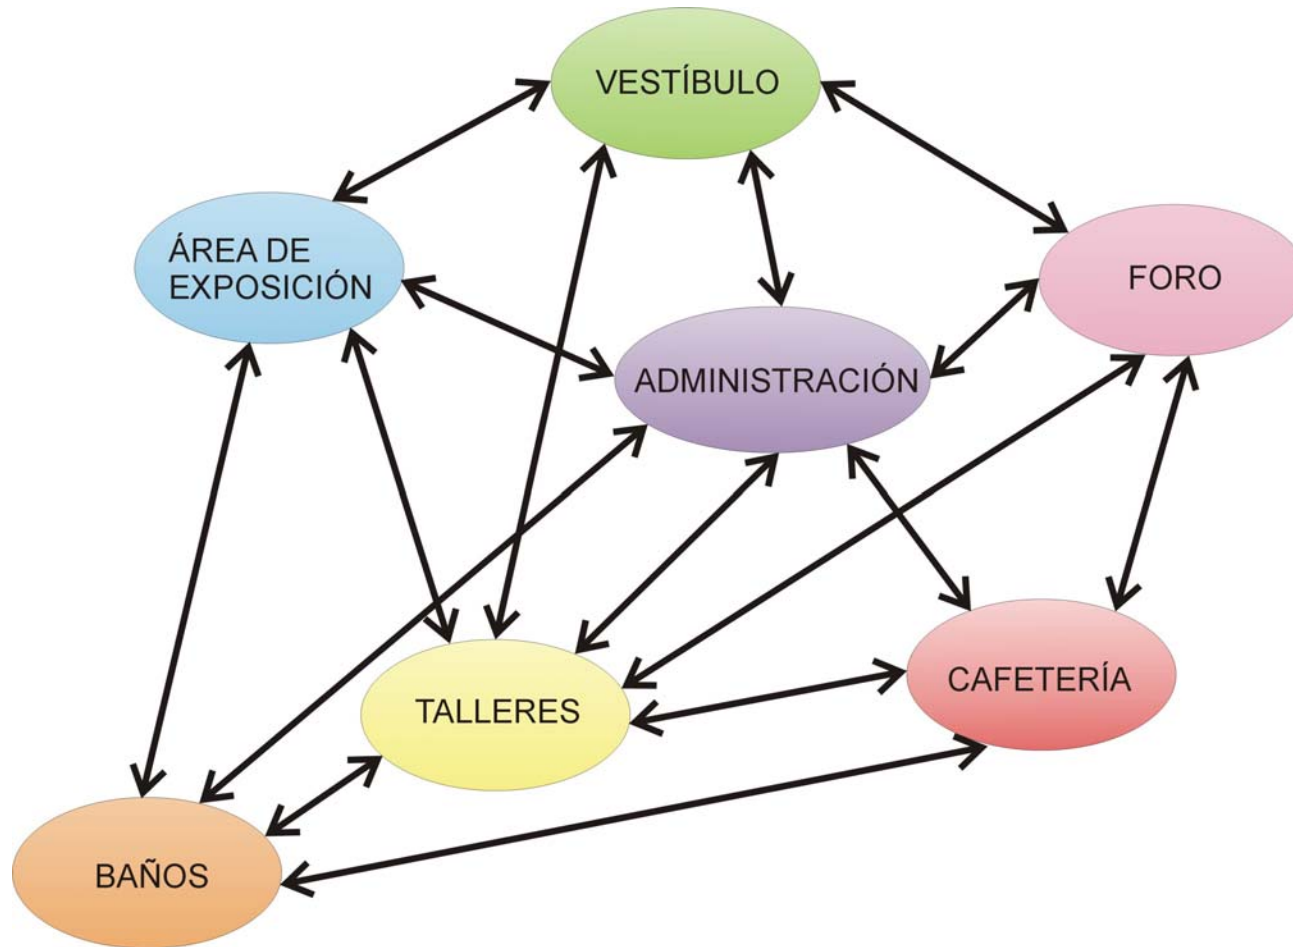 VESTÍBULO
ÁREA DE
EXPOSICIÓN
FORO
ADMINISTRACIÓN
CAFETERÍA
TALLERES
BAÑOS